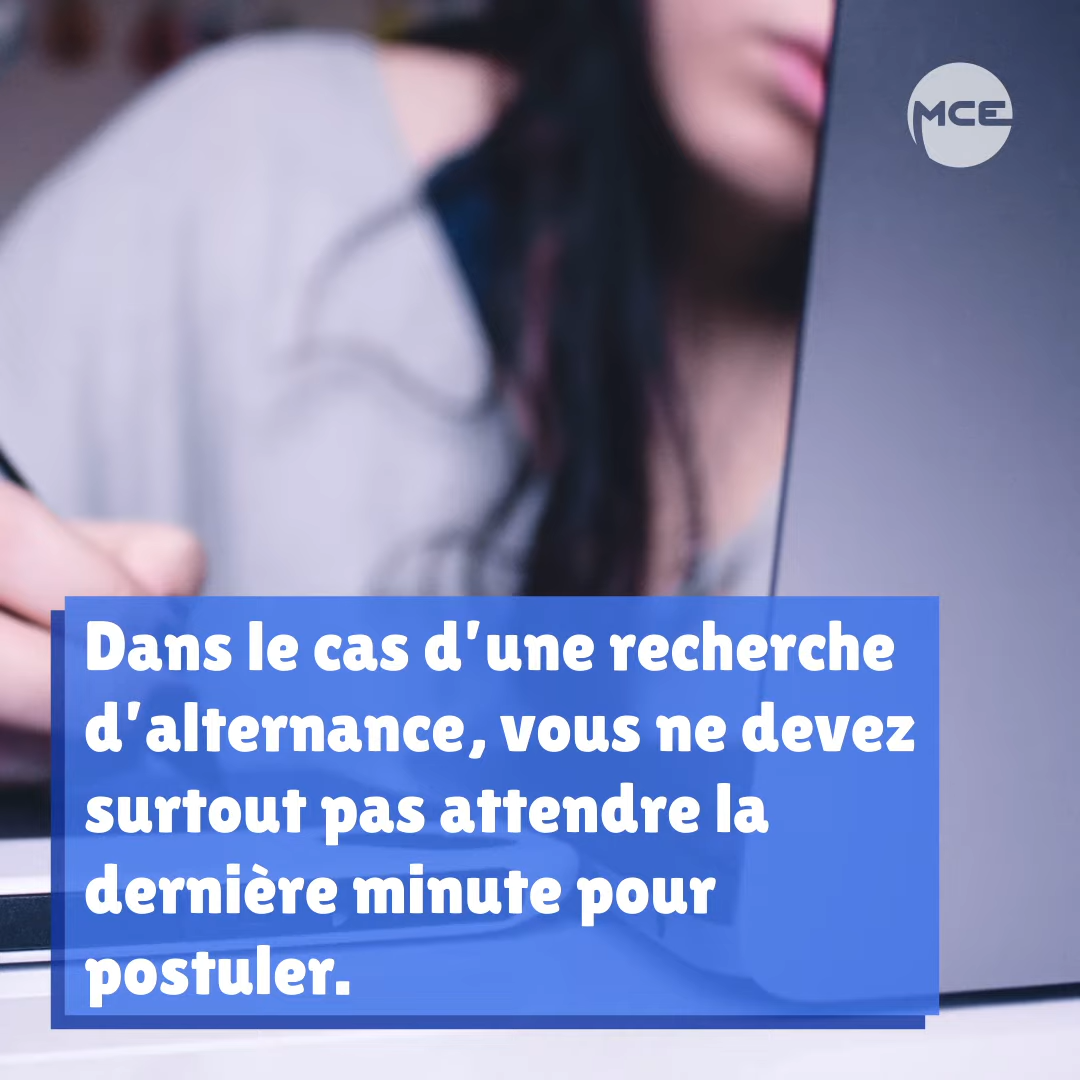 MCE
Dans le cas d'une recherche
d'alternance, vous ne devez
surtout pas attendre la
dernière minute pour
postuler.